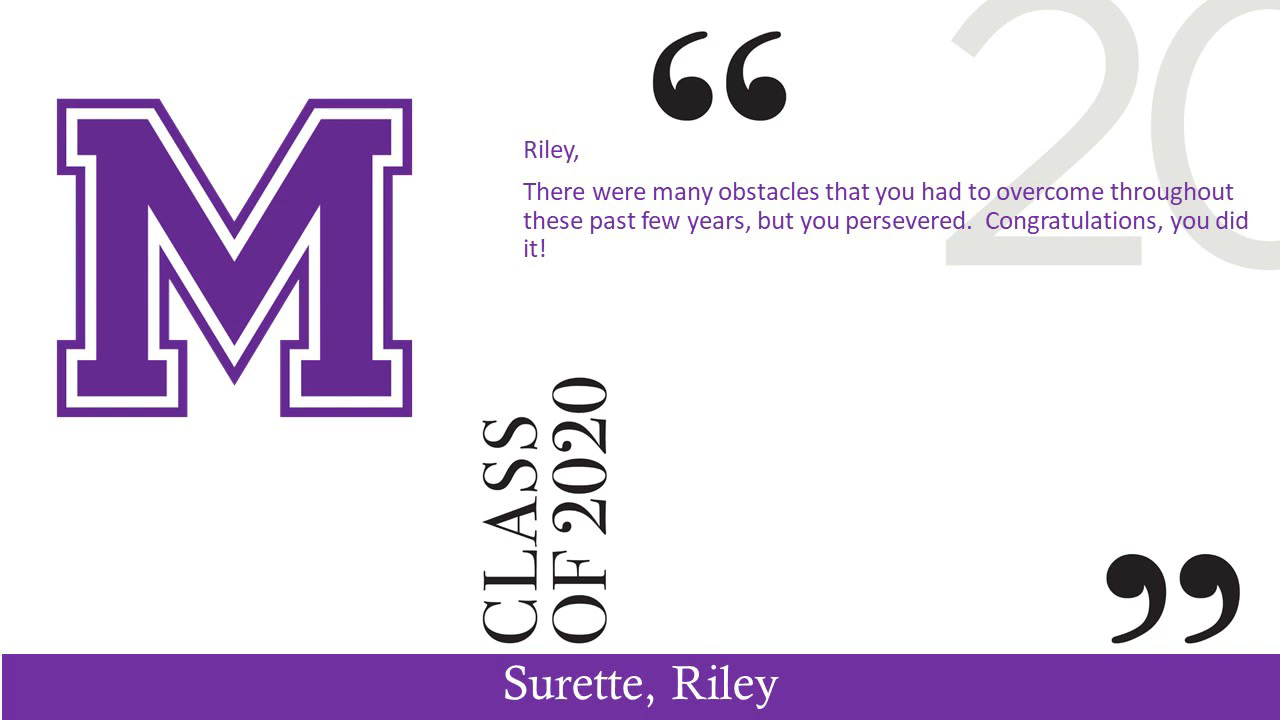 20
M
“
Riley,
There were many obstacles that you had to overcome throughout
these past few years, but you persevered.  Congratulations, you did
it!
CLASS
OF 2020
”
Surette, Riley